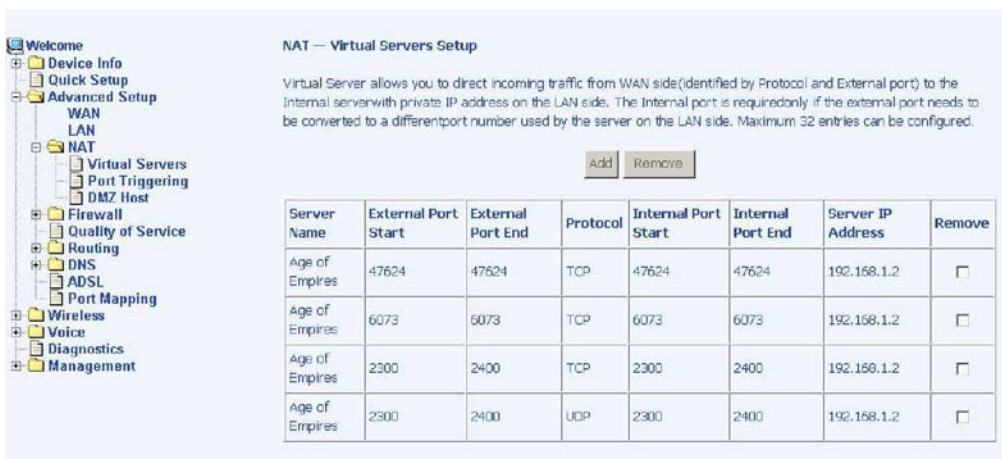 Welcome
Device Info
Quick Setup
Advanced Setup
WAN
LAN
NAT
Virtual Servers
Port Triggering
DMZ Host
Firewall
Quality of Service
Routing
DNS
ADSL
Port Mapping
Wireless
Voice
Diagnostics
Management
NAT -- Virtual Servers Setup
Virtual Server allows you to direct incoming traffic from WAN side(identified by Protocol and External port) to the
Internal serverwith private IP address on the LAN side. The Internal port is requiredonly if the external port needs to
be converted to a differentport number used by the server on the LAN side. Maximum 32 entries can be configured.
Add Remove
Server Name External Port Start External Port End Protocol Internal Port Start Internal Port End Server IP Address Remove
Age of Empires 47624 47624 TCP 47624 47624 192.168.1.2
Age of Empires 6073 6073 TCP 6073 6073 192.168.1.2
Age of Empires 2300 2400 TCP 2300 2400 192.168.1.2
Age of Empires 2300 2400 UDP 2300 2400 192.168.1.2